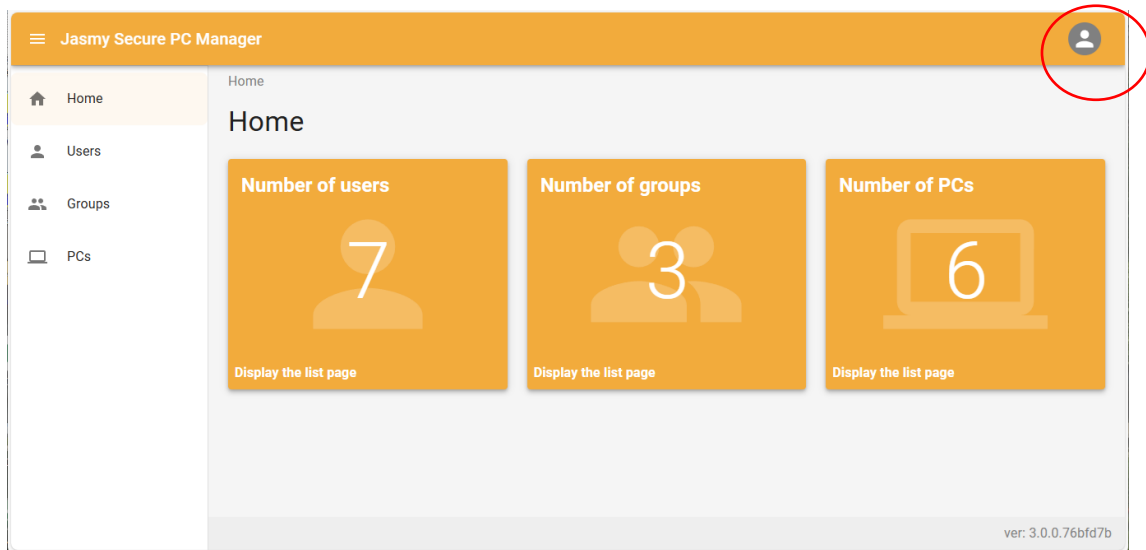 Jasmy Secure PC Manager
Home
Users
Groups
PCs
Home
Home
Number of users
7
Display the list page
Number of groups
3
Display the list page
Number of PCs
6
Display the list page
ver: 3.0.0.76bfd7b